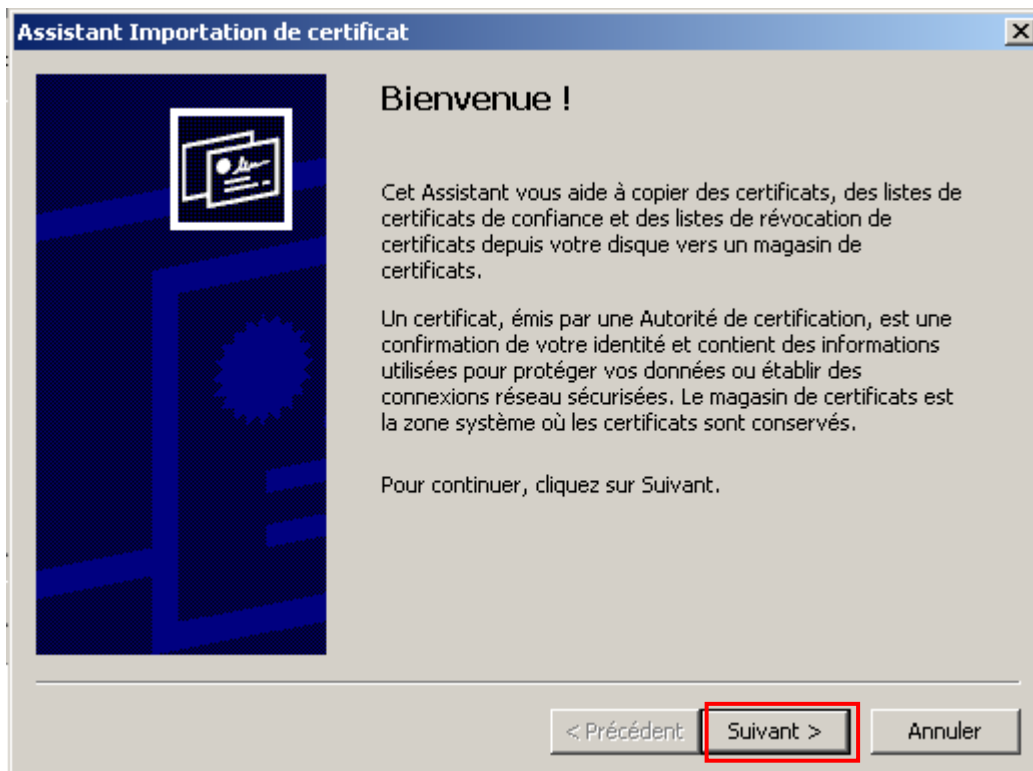 Assistant Importation de certificat
Bienvenue !
Cet Assistant vous aide à copier des certificats, des listes de
certificats de confiance et des listes de révocation de
certificats depuis votre disque vers un magasin de
certificats.
Un certificat, émis par une Autorité de certification, est une
confirmation de votre identité et contient des informations
utilisées pour protéger vos données ou établir des
connexions réseau sécurisées. Le magasin de certificats est
la zone système où les certificats sont conservés.
Pour continuer, cliquez sur Suivant.
< Précédent Suivant > Annuler